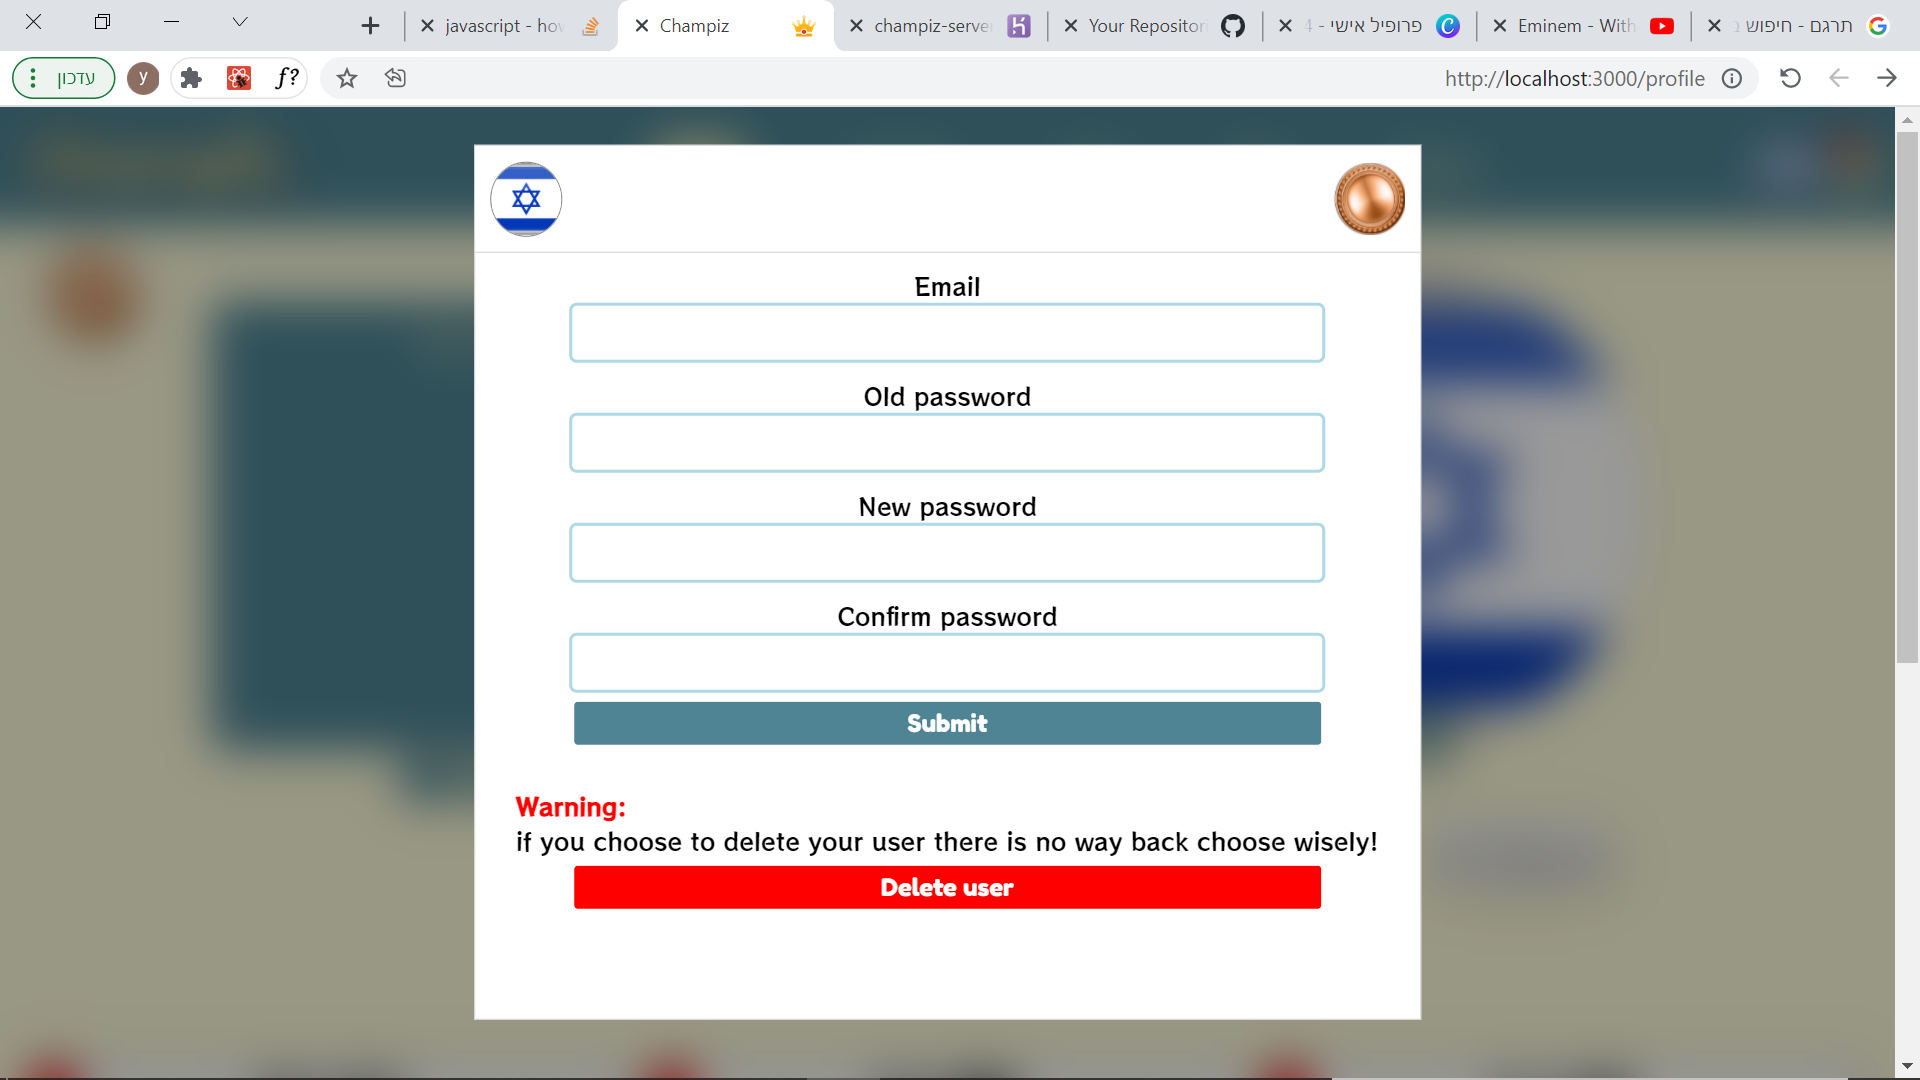 javascript - how
Champiz
champiz-serve
Your Repositor
פרופיל אישי - 4
Eminem - With
תרגם - חיפוש ב
עדכון
y
f?
http://localhost:3000/profile
Email
Old password
New password
Confirm password
Submit
Warning:
if you choose to delete your user there is no way back choose wisely!
Delete user